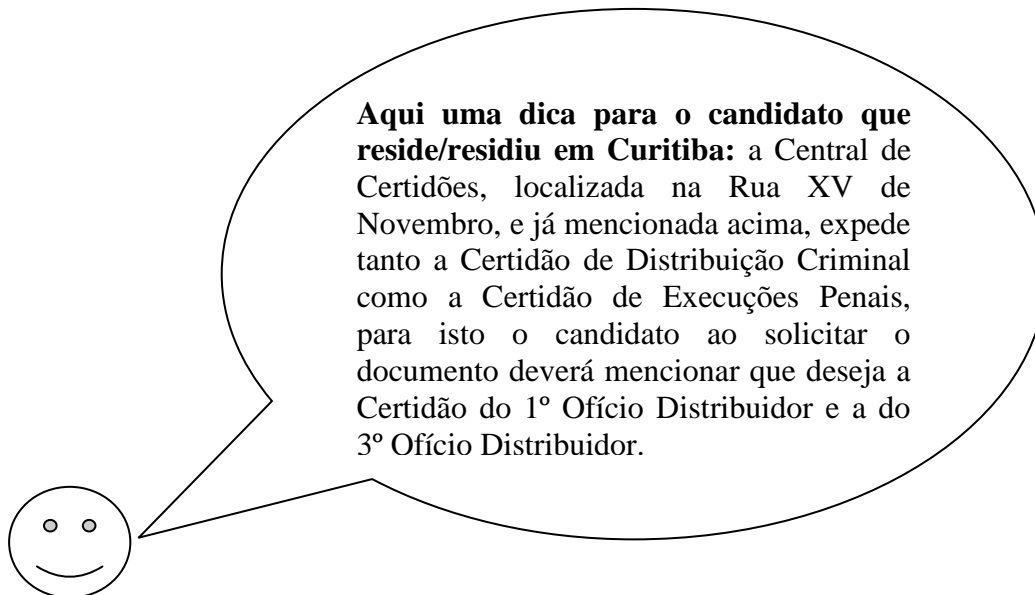 Aqui uma dica para o candidato que
reside/residiu em Curitiba: a Central de
Certidões, localizada na Rua XV de
Novembro, e já mencionada acima, expede
tanto a Certidão de Distribuição Criminal
como a Certidão de Execuções Penais,
para isto o candidato ao solicitar o
documento deverá mencionar que deseja a
Certidão do 1º Ofício Distribuidor e a do
3º Ofício Distribuidor.